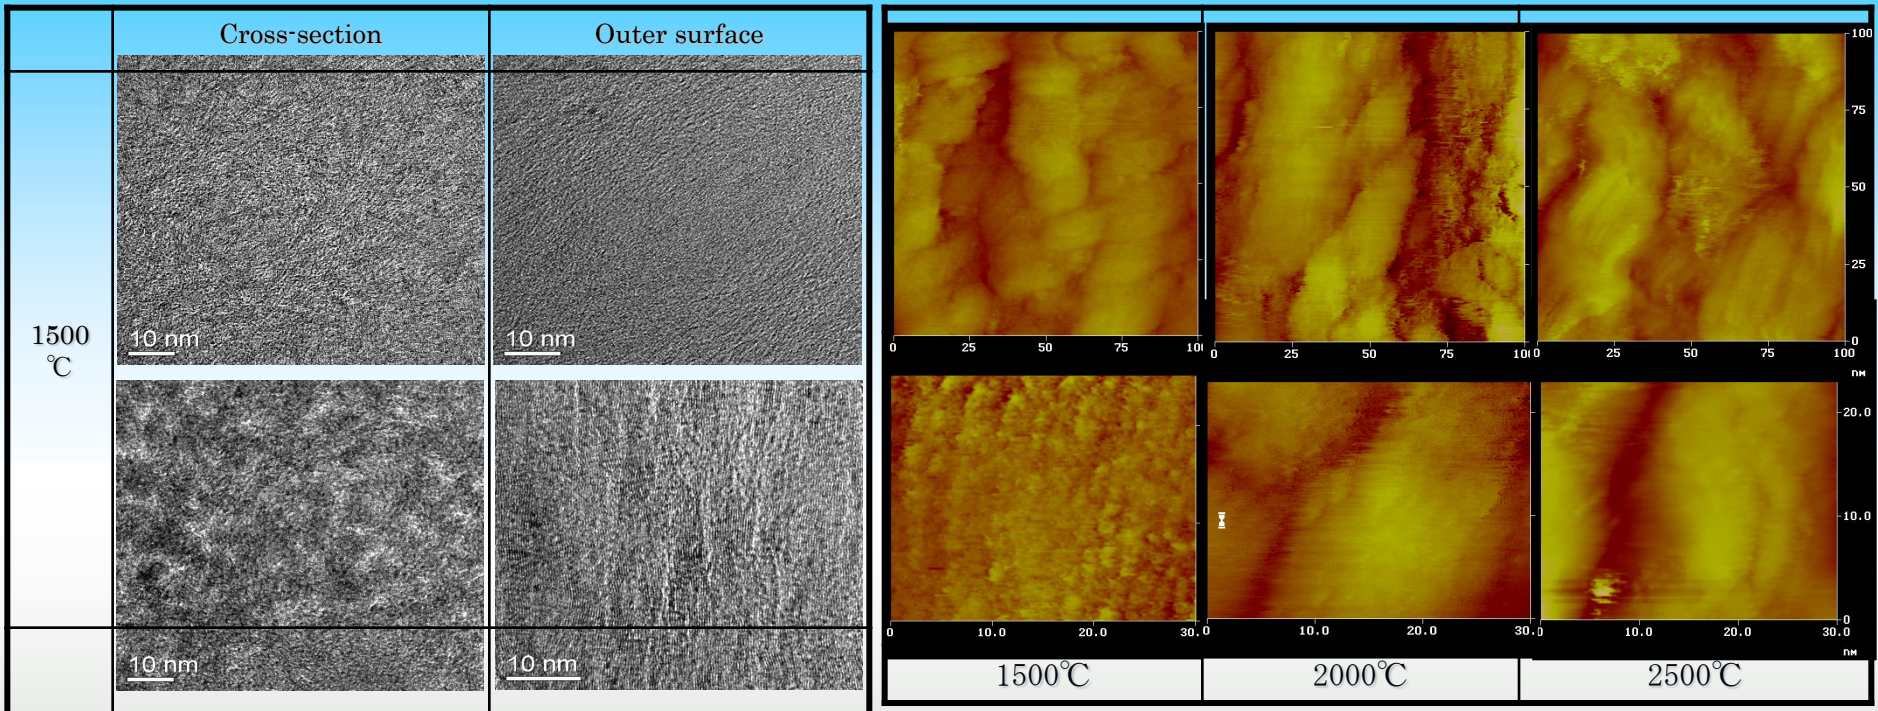 Cross-section
Outer surface
1500
℃
10 nm
10 nm
10 nm
10 nm
100
75
50
25
0
0 25 50 75 10
0 25 50 75 10
0 25 50 75 100
nm
20.0
10.0
0
0 10.0 20.0 30.
0 10.0 20.0 30.
0 10.0 20.0 30.0
nm
1500℃
2000℃
2500℃